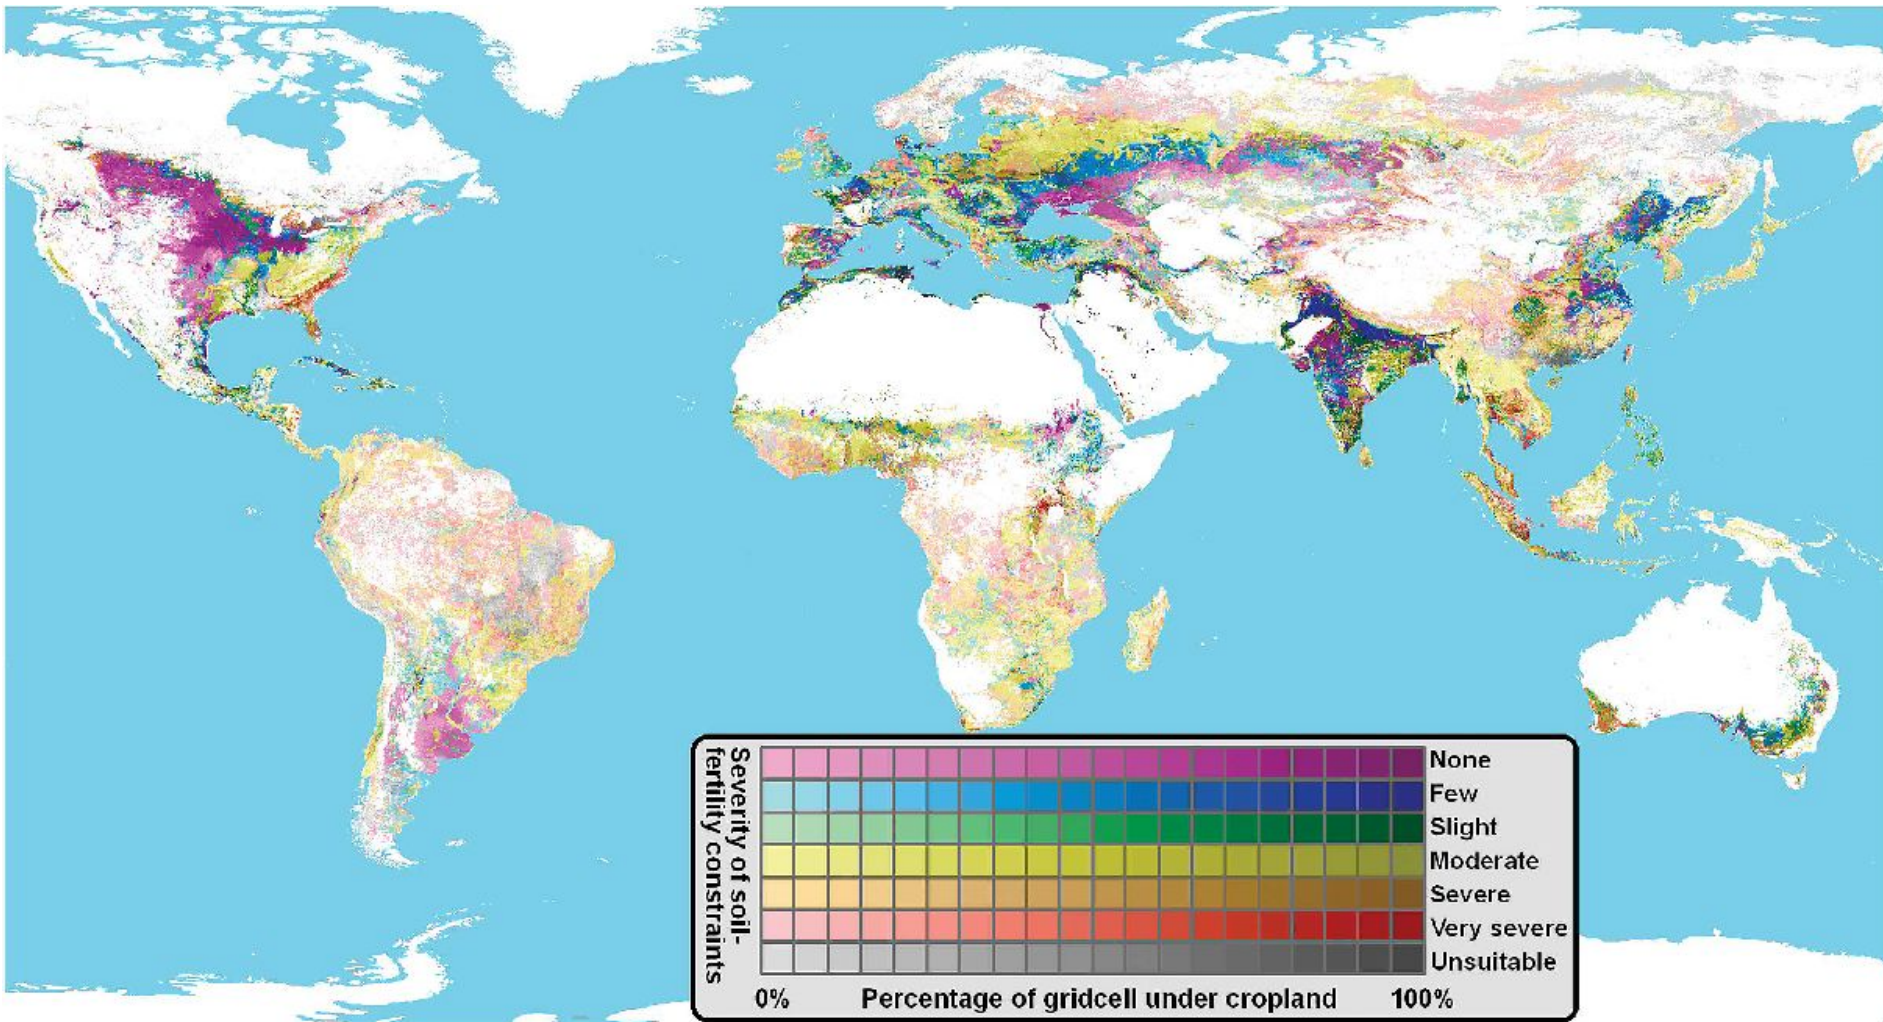 Severity of soil-
fertility constraints
None
Few
Slight
Moderate
Severe
Very severe
Unsuitable
0% Percentage of gridcell under cropland 100%